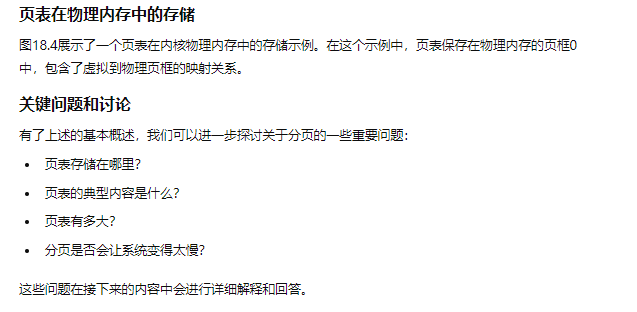 页表在物理内存中的存储
图18.4展示了一个页表在内核物理内存中的存储示例。在这个示例中，页表保存在物理内存的页框0
中，包含了虚拟到物理页框的映射关系。
关键问题和讨论
有了上述的基本概述，我们可以进一步探讨关于分页的一些重要问题：
• 页表存储在哪里？
• 页表的典型内容是什么？
• 页表有多大？
• 分页是否会让系统变得太慢？
这些问题在接下来的内容中会进行详细解释和回答。